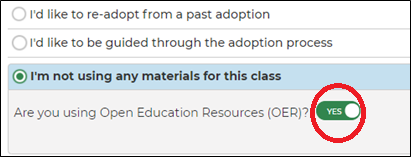 I'd like to re-adopt from a past adoption
I'd like to be guided through the adoption process
I'm not using any materials for this class
Are you using Open Education Resources (OER)? YES